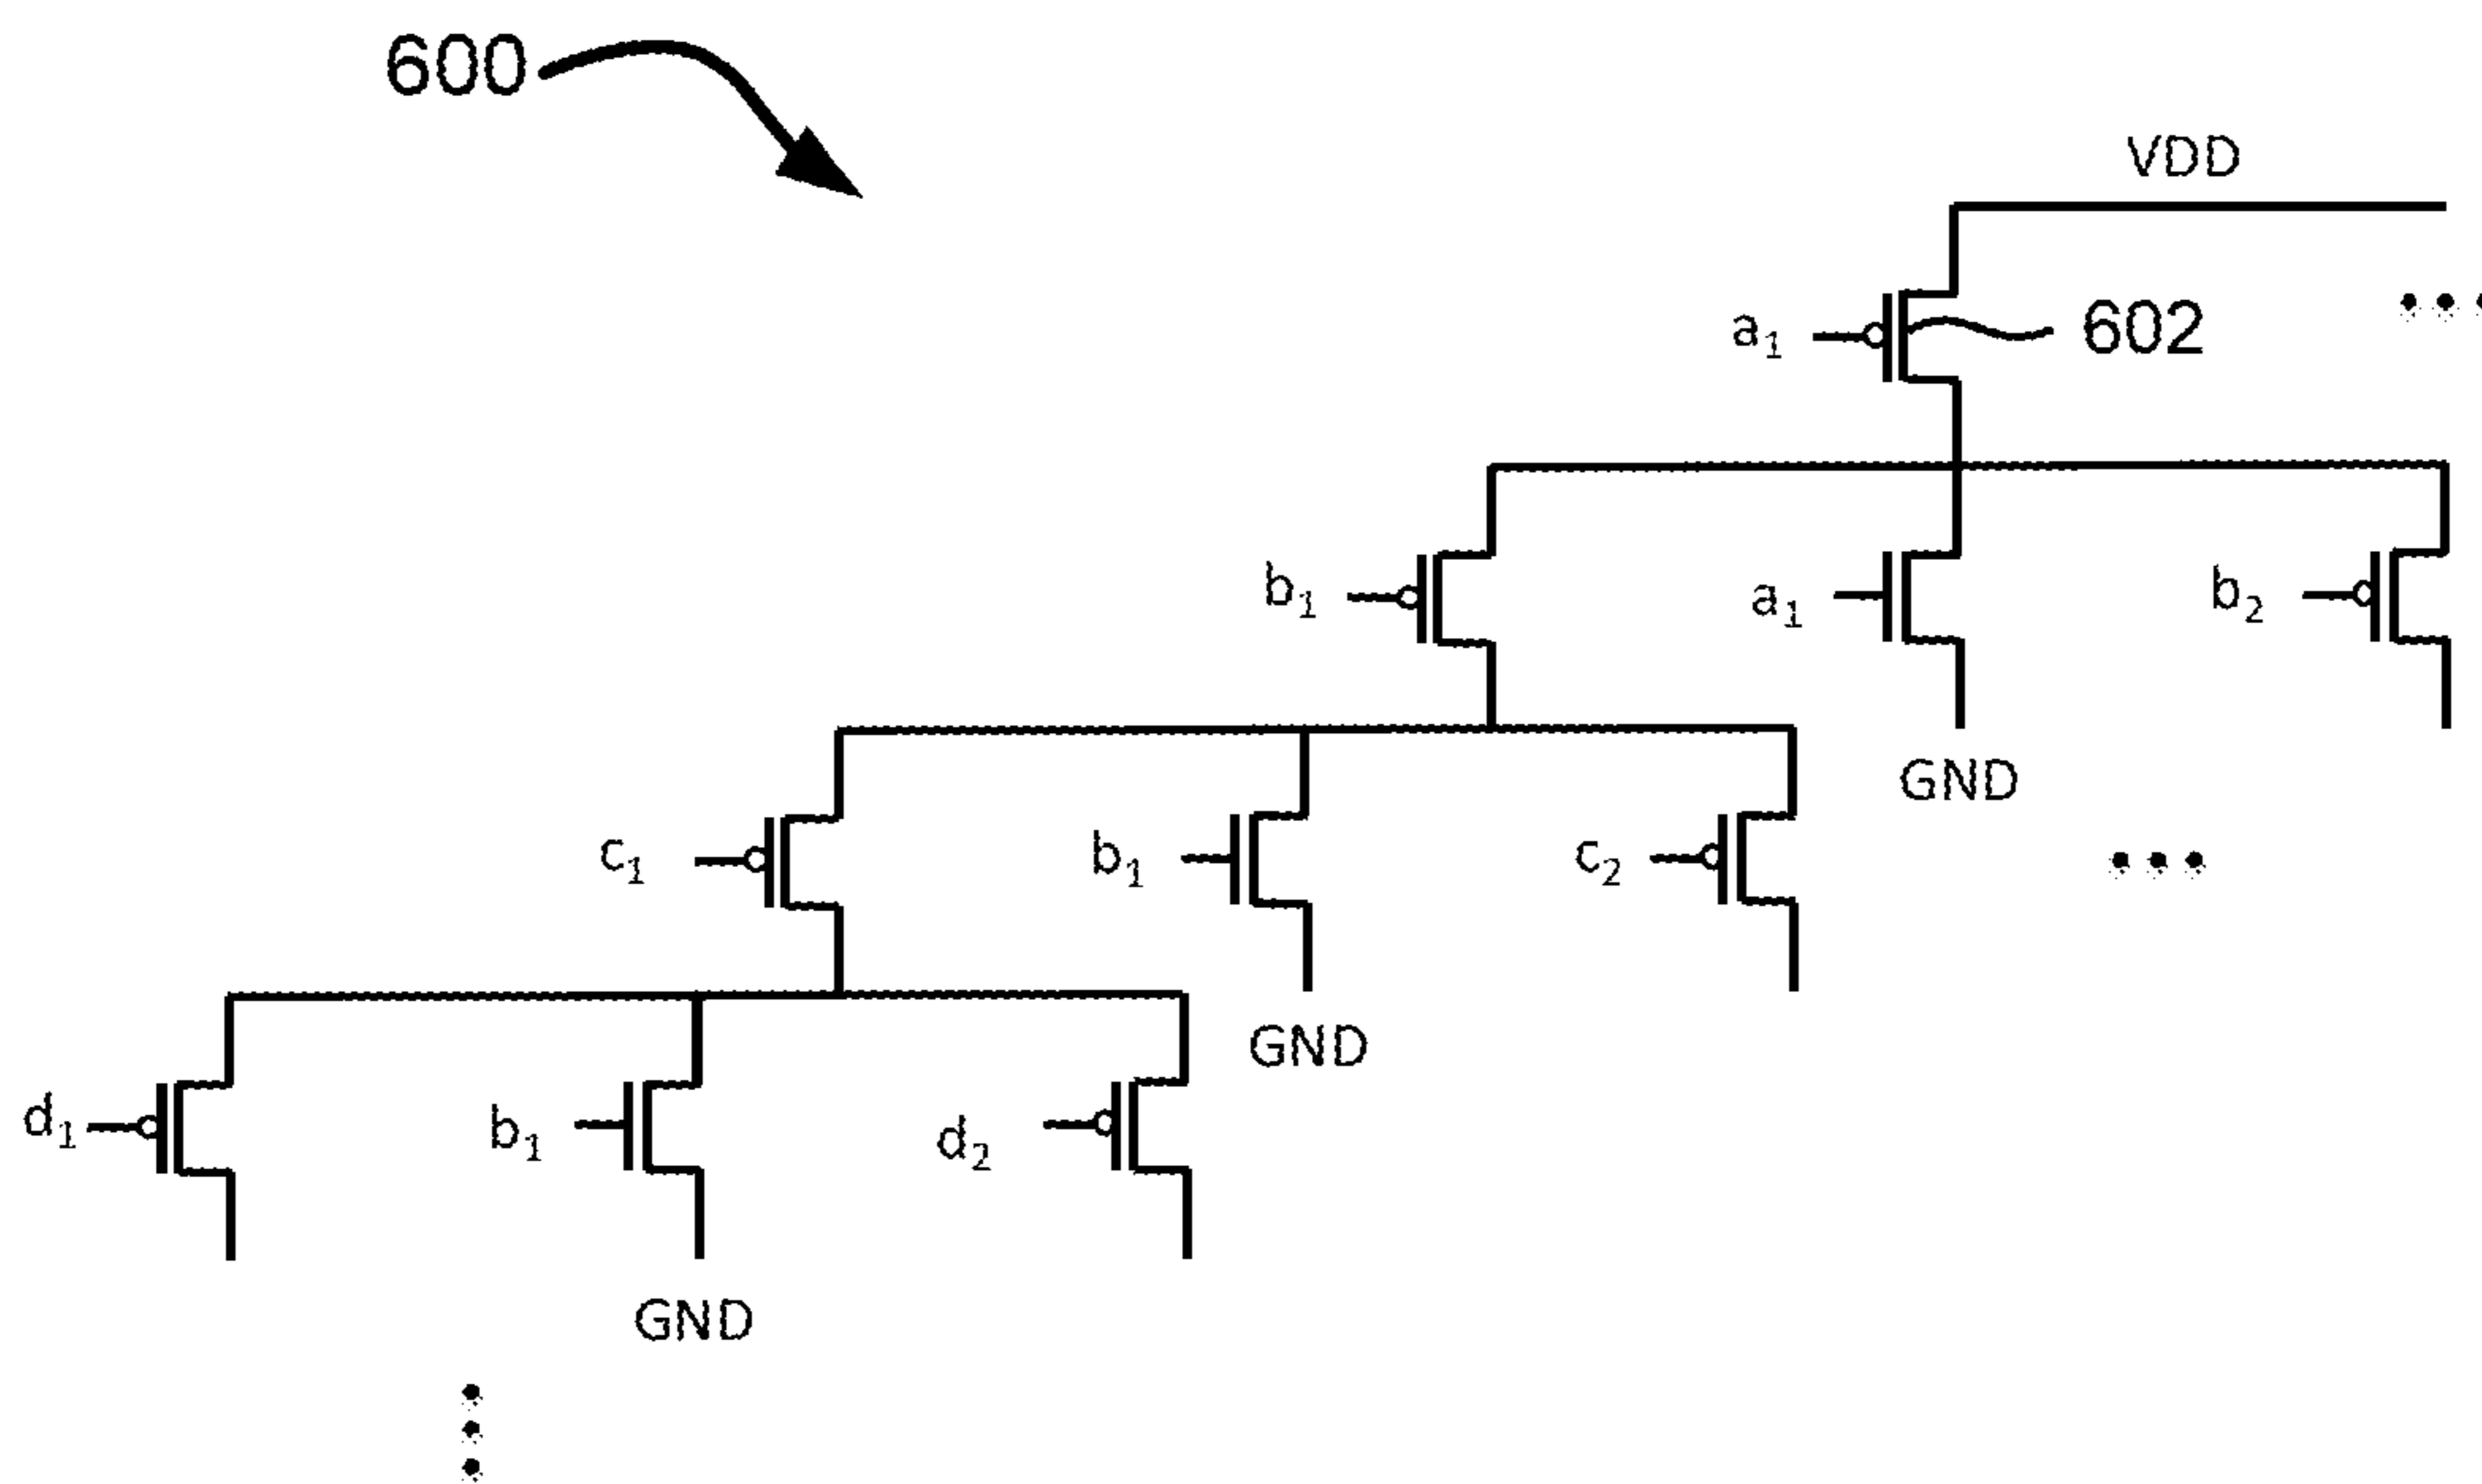 600
VDD
a₁
602
b₁
a₁
b₂
GND
c₁
b₁
c₂
GND
d₁
b₁
d₂
GND